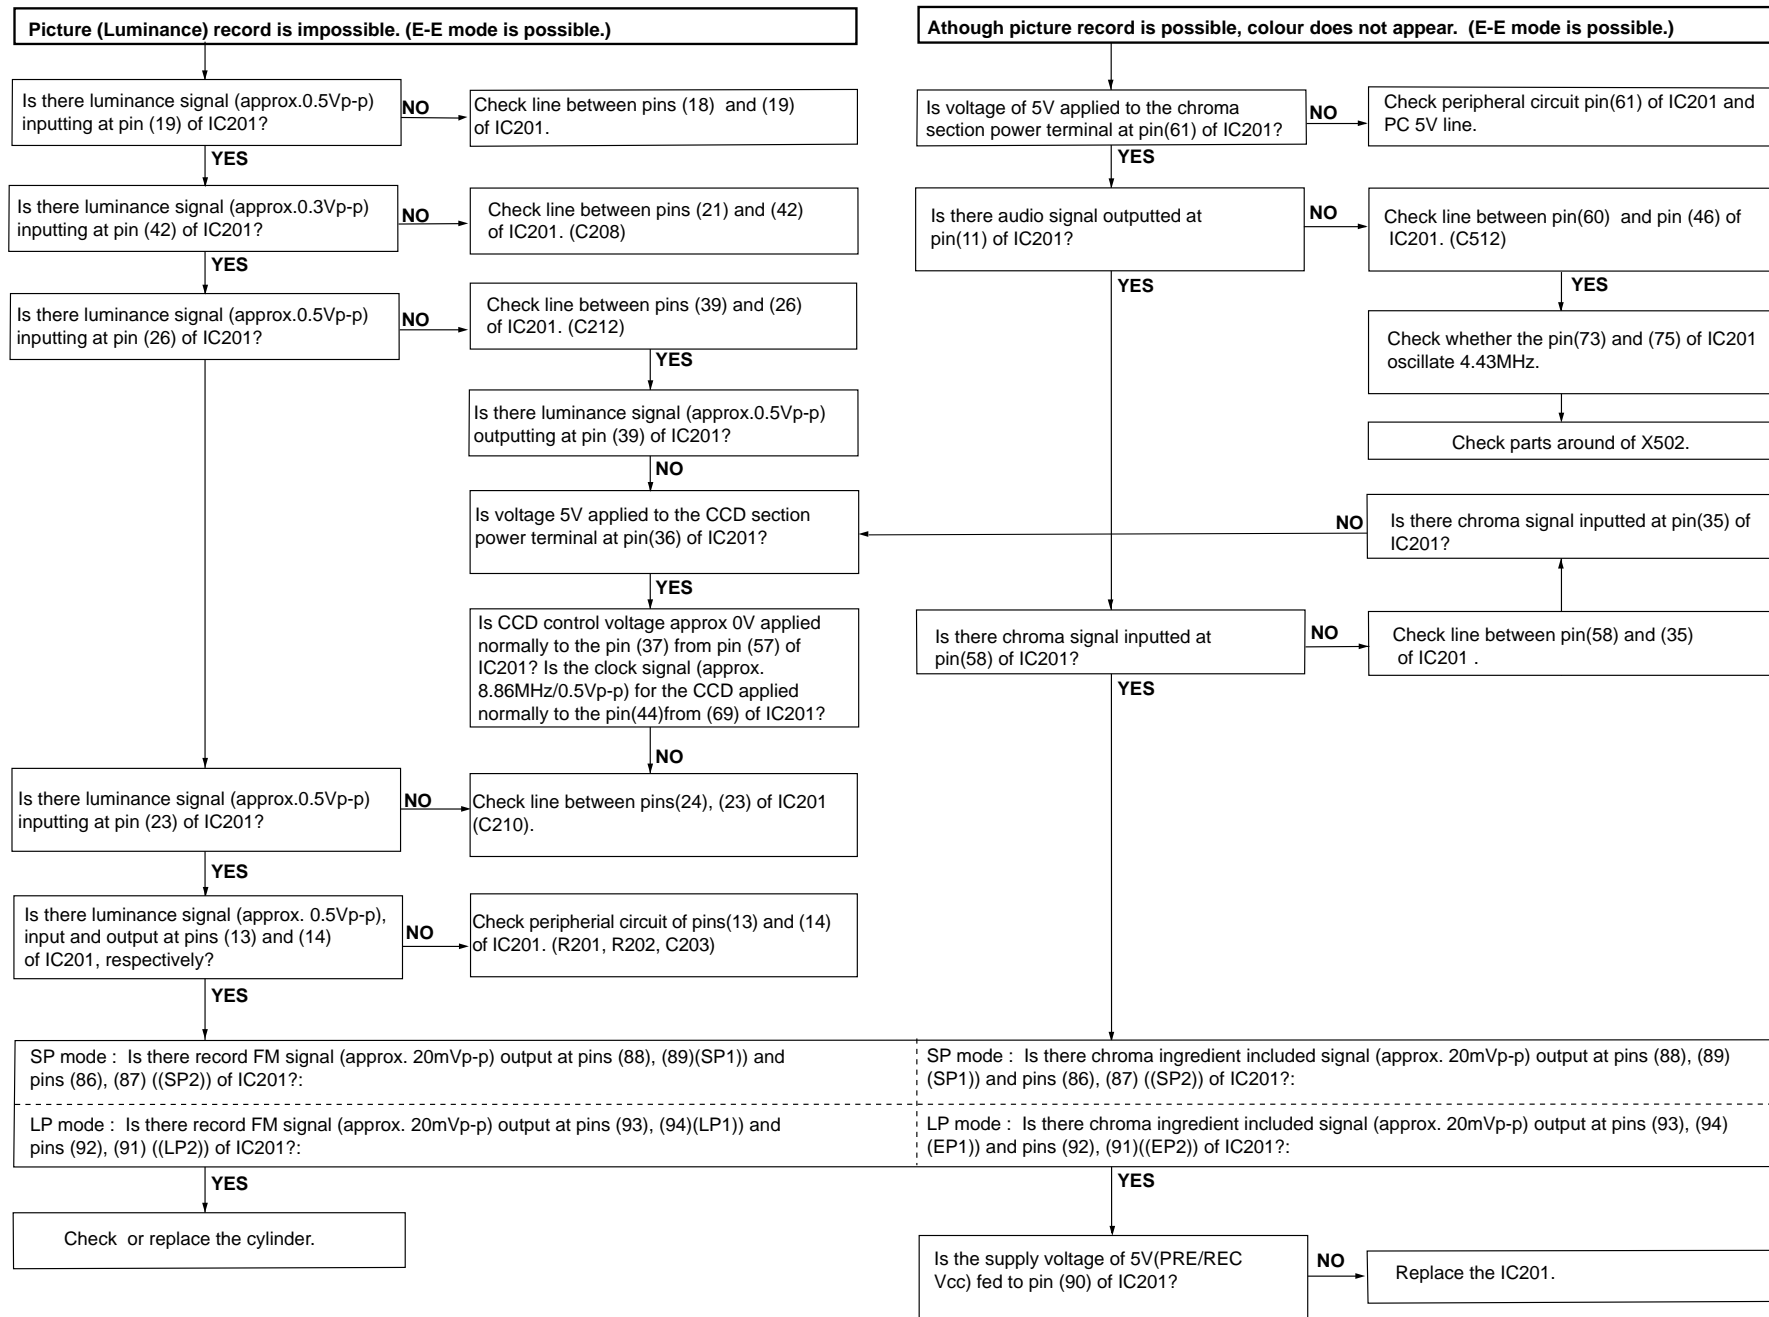 Picture (Luminance) record is impossible. (E-E mode is possible.)
Is there luminance signal (approx.0.5Vp-p)
inputting at pin (19) of IC201?
NO
Check line between pins (18) and (19)
of IC201.
YES
Is there luminance signal (approx.0.3Vp-p)
inputting at pin (42) of IC201?
NO
Check line between pins (21) and (42)
of IC201. (C208)
YES
Is there luminance signal (approx.0.5Vp-p)
inputting at pin (26) of IC201?
NO
Check line between pins (39) and (26)
of IC201. (C212)
YES
Is there luminance signal (approx.0.5Vp-p)
outputting at pin (39) of IC201?
NO
Is voltage 5V applied to the CCD section
power terminal at pin(36) of IC201?
YES
Is CCD control voltage approx 0V applied
normally to the pin (37) from pin (57) of
IC201? Is the clock signal (approx.
8.86MHz/0.5Vp-p) for the CCD applied
normally to the pin(44)from (69) of IC201?
NO
Is there luminance signal (approx.0.5Vp-p)
inputting at pin (23) of IC201?
NO
Check line between pins(24), (23) of IC201
(C210).
YES
Is there luminance signal (approx. 0.5Vp-p),
input and output at pins (13) and (14)
of IC201, respectively?
NO
Check peripherial circuit of pins(13) and (14)
of IC201. (R201, R202, C203)
YES
SP mode : Is there record FM signal (approx. 20mVp-p) output at pins (88), (89)(SP1)) and
pins (86), (87) ((SP2)) of IC201?:
LP mode : Is there record FM signal (approx. 20mVp-p) output at pins (93), (94)(LP1)) and
pins (92), (91) ((LP2)) of IC201?:
YES
Check or replace the cylinder.
Athough picture record is possible, colour does not appear. (E-E mode is possible.)
Is voltage of 5V applied to the chroma
section power terminal at pin(61) of IC201?
NO
Check peripheral circuit pin(61) of IC201 and
PC 5V line.
YES
Is there audio signal outputted at
pin(11) of IC201?
NO
Check line between pin(60) and pin (46) of
IC201. (C512)
YES
YES
Check whether the pin(73) and (75) of IC201
oscillate 4.43MHz.
Check parts around of X502.
NO
Is there chroma signal inputted at pin(35) of
IC201?
Is there chroma signal inputted at
pin(58) of IC201?
NO
Check line between pin(58) and (35)
of IC201 .
YES
SP mode : Is there chroma ingredient included signal (approx. 20mVp-p) output at pins (88), (89)
(SP1)) and pins (86), (87) ((SP2)) of IC201?:
LP mode : Is there chroma ingredient included signal (approx. 20mVp-p) output at pins (93), (94)
(EP1)) and pins (92), (91)((EP2)) of IC201?:
YES
Is the supply voltage of 5V(PRE/REC
Vcc) fed to pin (90) of IC201?
NO
Replace the IC201.